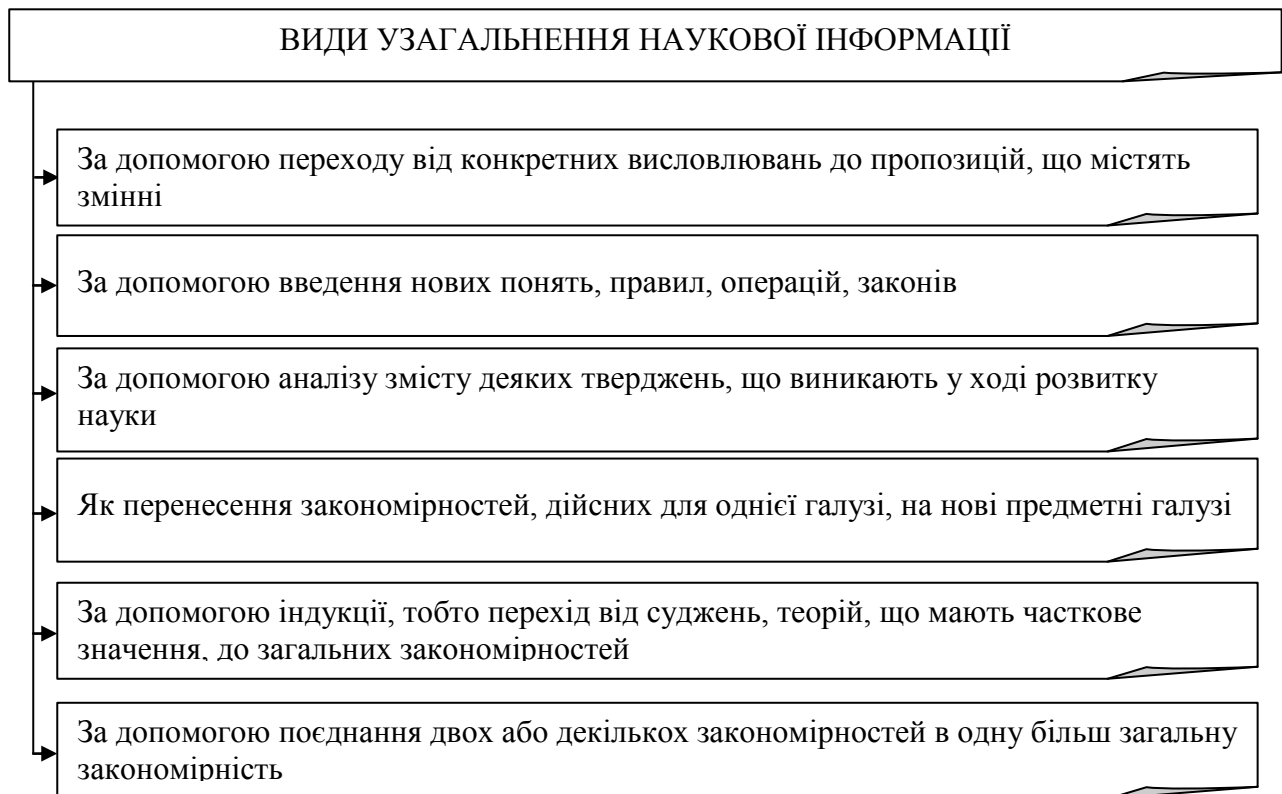 ВИДИ УЗАГАЛЬНЕННЯ НАУКОВОЇ ІНФОРМАЦІЇ
За допомогою переходу від конкретних висловлювань до пропозицій, що містять
змінні
За допомогою введення нових понять, правил, операцій, законів
За допомогою аналізу змісту деяких тверджень, що виникають у ході розвитку
науки
Як перенесення закономірностей, дійсних для однієї галузі, на нові предметні галузі
За допомогою індукції, тобто перехід від суджень, теорій, що мають часткове
значення, до загальних закономірностей
За допомогою поєднання двох або декількох закономірностей в одну більш загальну
закономірність